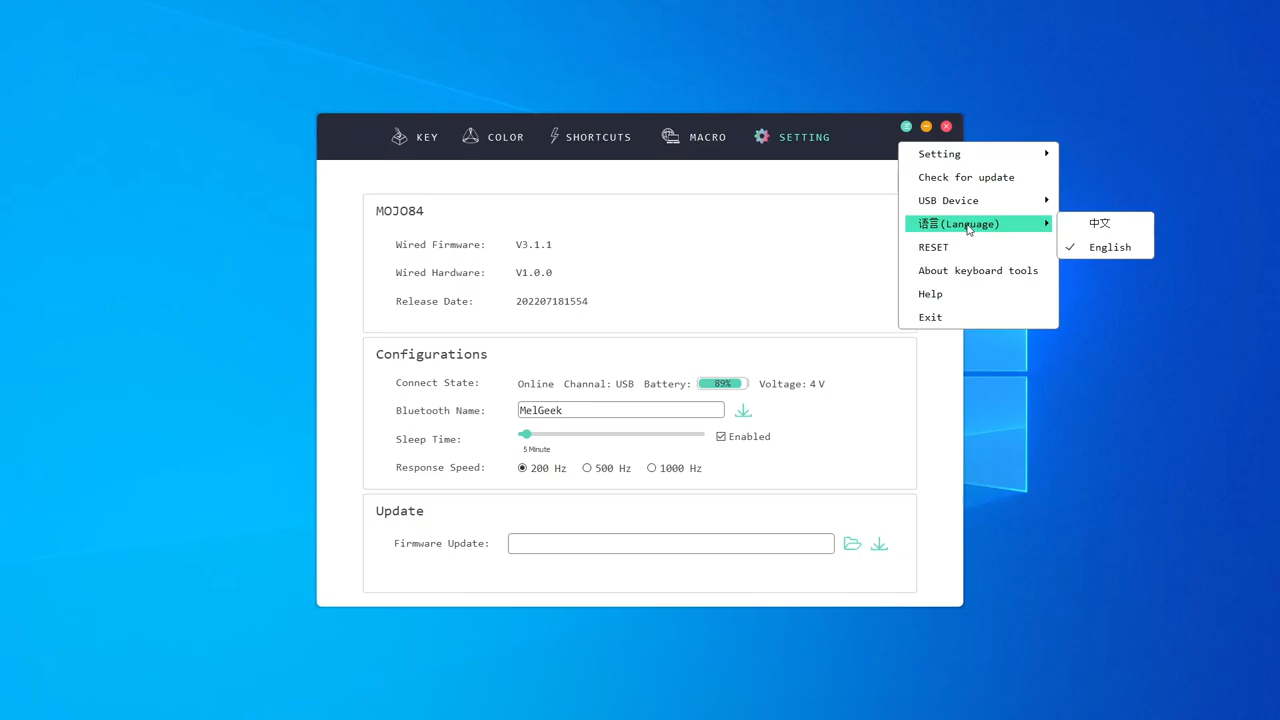 KEY COLOR SHORTCUTS MACRO SETTING
Setting
Check for update
USB Device
语言(Language)
RESET
About keyboard tools
Help
Exit
中文
English
MOJO84
Wired Firmware: V3.1.1
Wired Hardware: V1.0.0
Release Date: 202207181554
Configurations
Connect State: Online Channal: USB Battery: 89% Voltage: 4 V
Bluetooth Name: MelGeek
Sleep Time: Enabled
5 Minute
Response Speed: 200 Hz 500 Hz 1000 Hz
Update
Firmware Update: